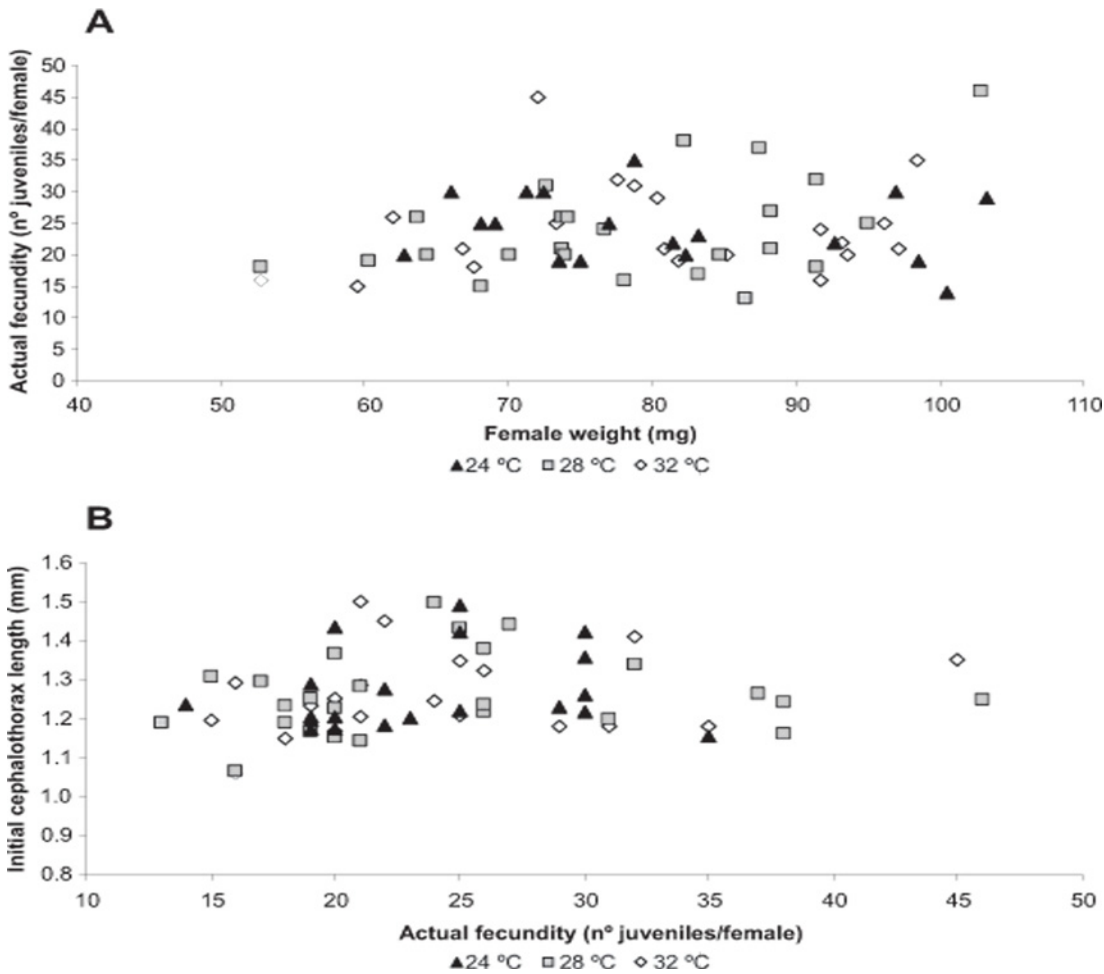 A
Actual fecundity (nº juveniles/female)
50
45
40
35
30
25
20
15
10
5
0
40 50 60 70 80 90 100 110
Female weight (mg)
24 ºC 28 ºC 32 ºC
B
Initial cephalothorax length (mm)
1.6
1.5
1.4
1.3
1.2
1.1
1.0
0.9
0.8
10 15 20 25 30 35 40 45 50
Actual fecundity (nº juveniles/female)
24 ºC 28 ºC 32 ºC